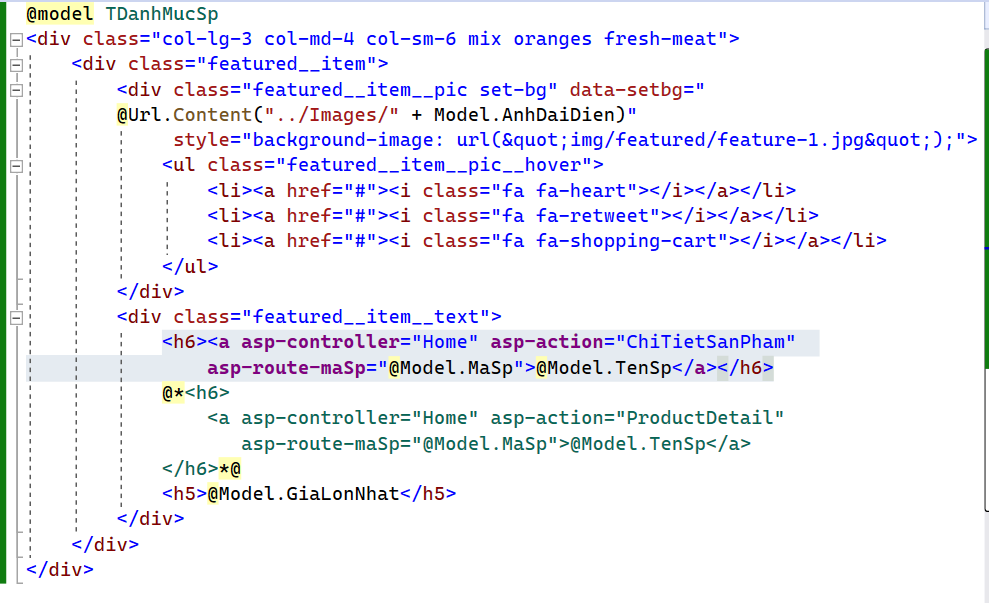 @model TDanhMucSp
<div class="col-lg-3 col-md-4 col-sm-6 mix oranges fresh-meat">
    <div class="featured__item">
        <div class="featured__item__pic set-bg" data-setbg="
        @Url.Content("../Images/" + Model.AnhDaiDien)"
             style="background-image: url(&quot;img/featured/feature-1.jpg&quot;);">
            <ul class="featured__item__pic__hover">
                <li><a href="#"><i class="fa fa-heart"></i></a></li>
                <li><a href="#"><i class="fa fa-retweet"></i></a></li>
                <li><a href="#"><i class="fa fa-shopping-cart"></i></a></li>
            </ul>
        </div>
        <div class="featured__item__text">
            <h6><a asp-controller="Home" asp-action="ChiTietSanPham"
                asp-route-maSp="@Model.MaSp">@Model.TenSp</a></h6>
            @*<h6>
                <a asp-controller="Home" asp-action="ProductDetail"
                   asp-route-maSp="@Model.MaSp">@Model.TenSp</a>
            </h6>*@
            <h5>@Model.GiaLonNhat</h5>
        </div>
    </div>
</div>